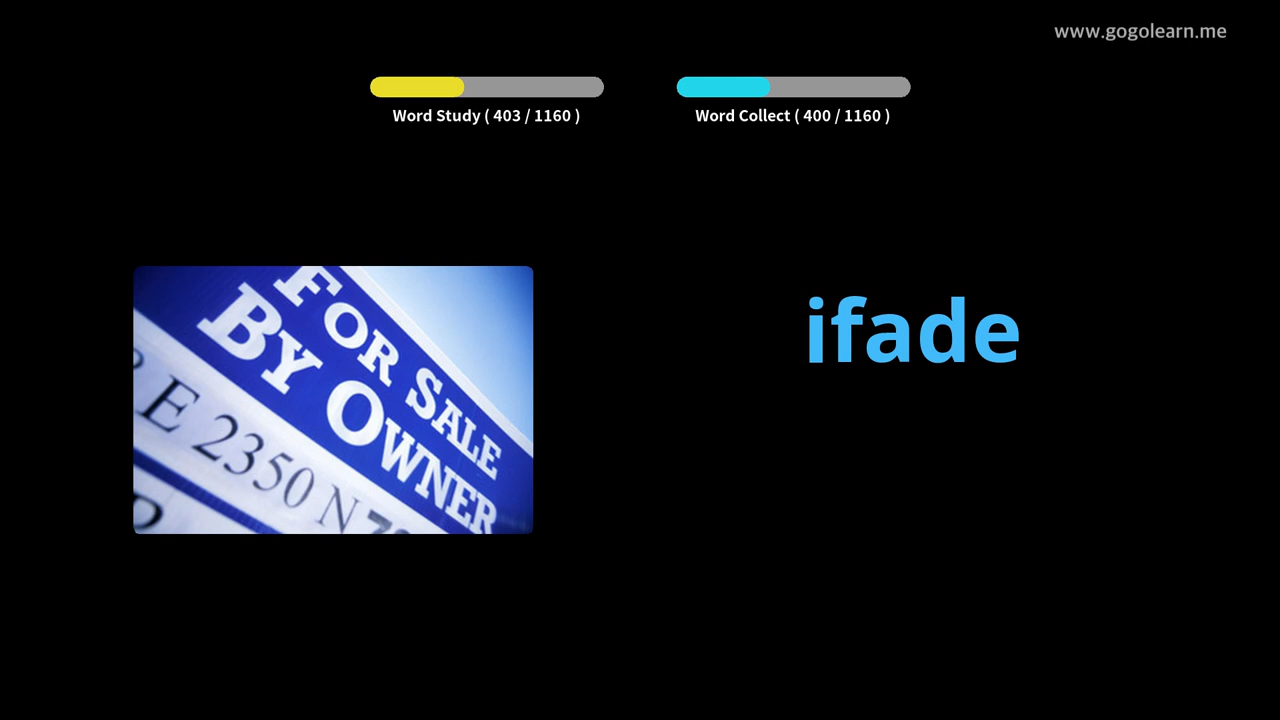 www.gogolearn.me
Word Study ( 403 / 1160 )
Word Collect ( 400 / 1160 )
FOR SALE
BY OWNER
E 2350 N
ifade